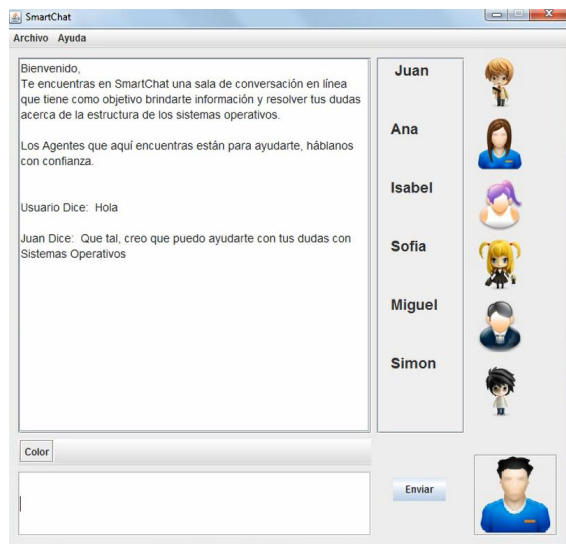 SmartChat
Archivo Ayuda
Bienvenido,
Te encuentras en SmartChat una sala de conversación en línea
que tiene como objetivo brindarte información y resolver tus dudas
acerca de la estructura de los sistemas operativos.
Los Agentes que aquí encuentras están para ayudarte, háblanos
con confianza.
Usuario Dice: Hola
Juan Dice: Que tal, creo que puedo ayudarte con tus dudas con
Sistemas Operativos
Juan
Ana
Isabel
Sofia
Miguel
Simon
Color
Enviar